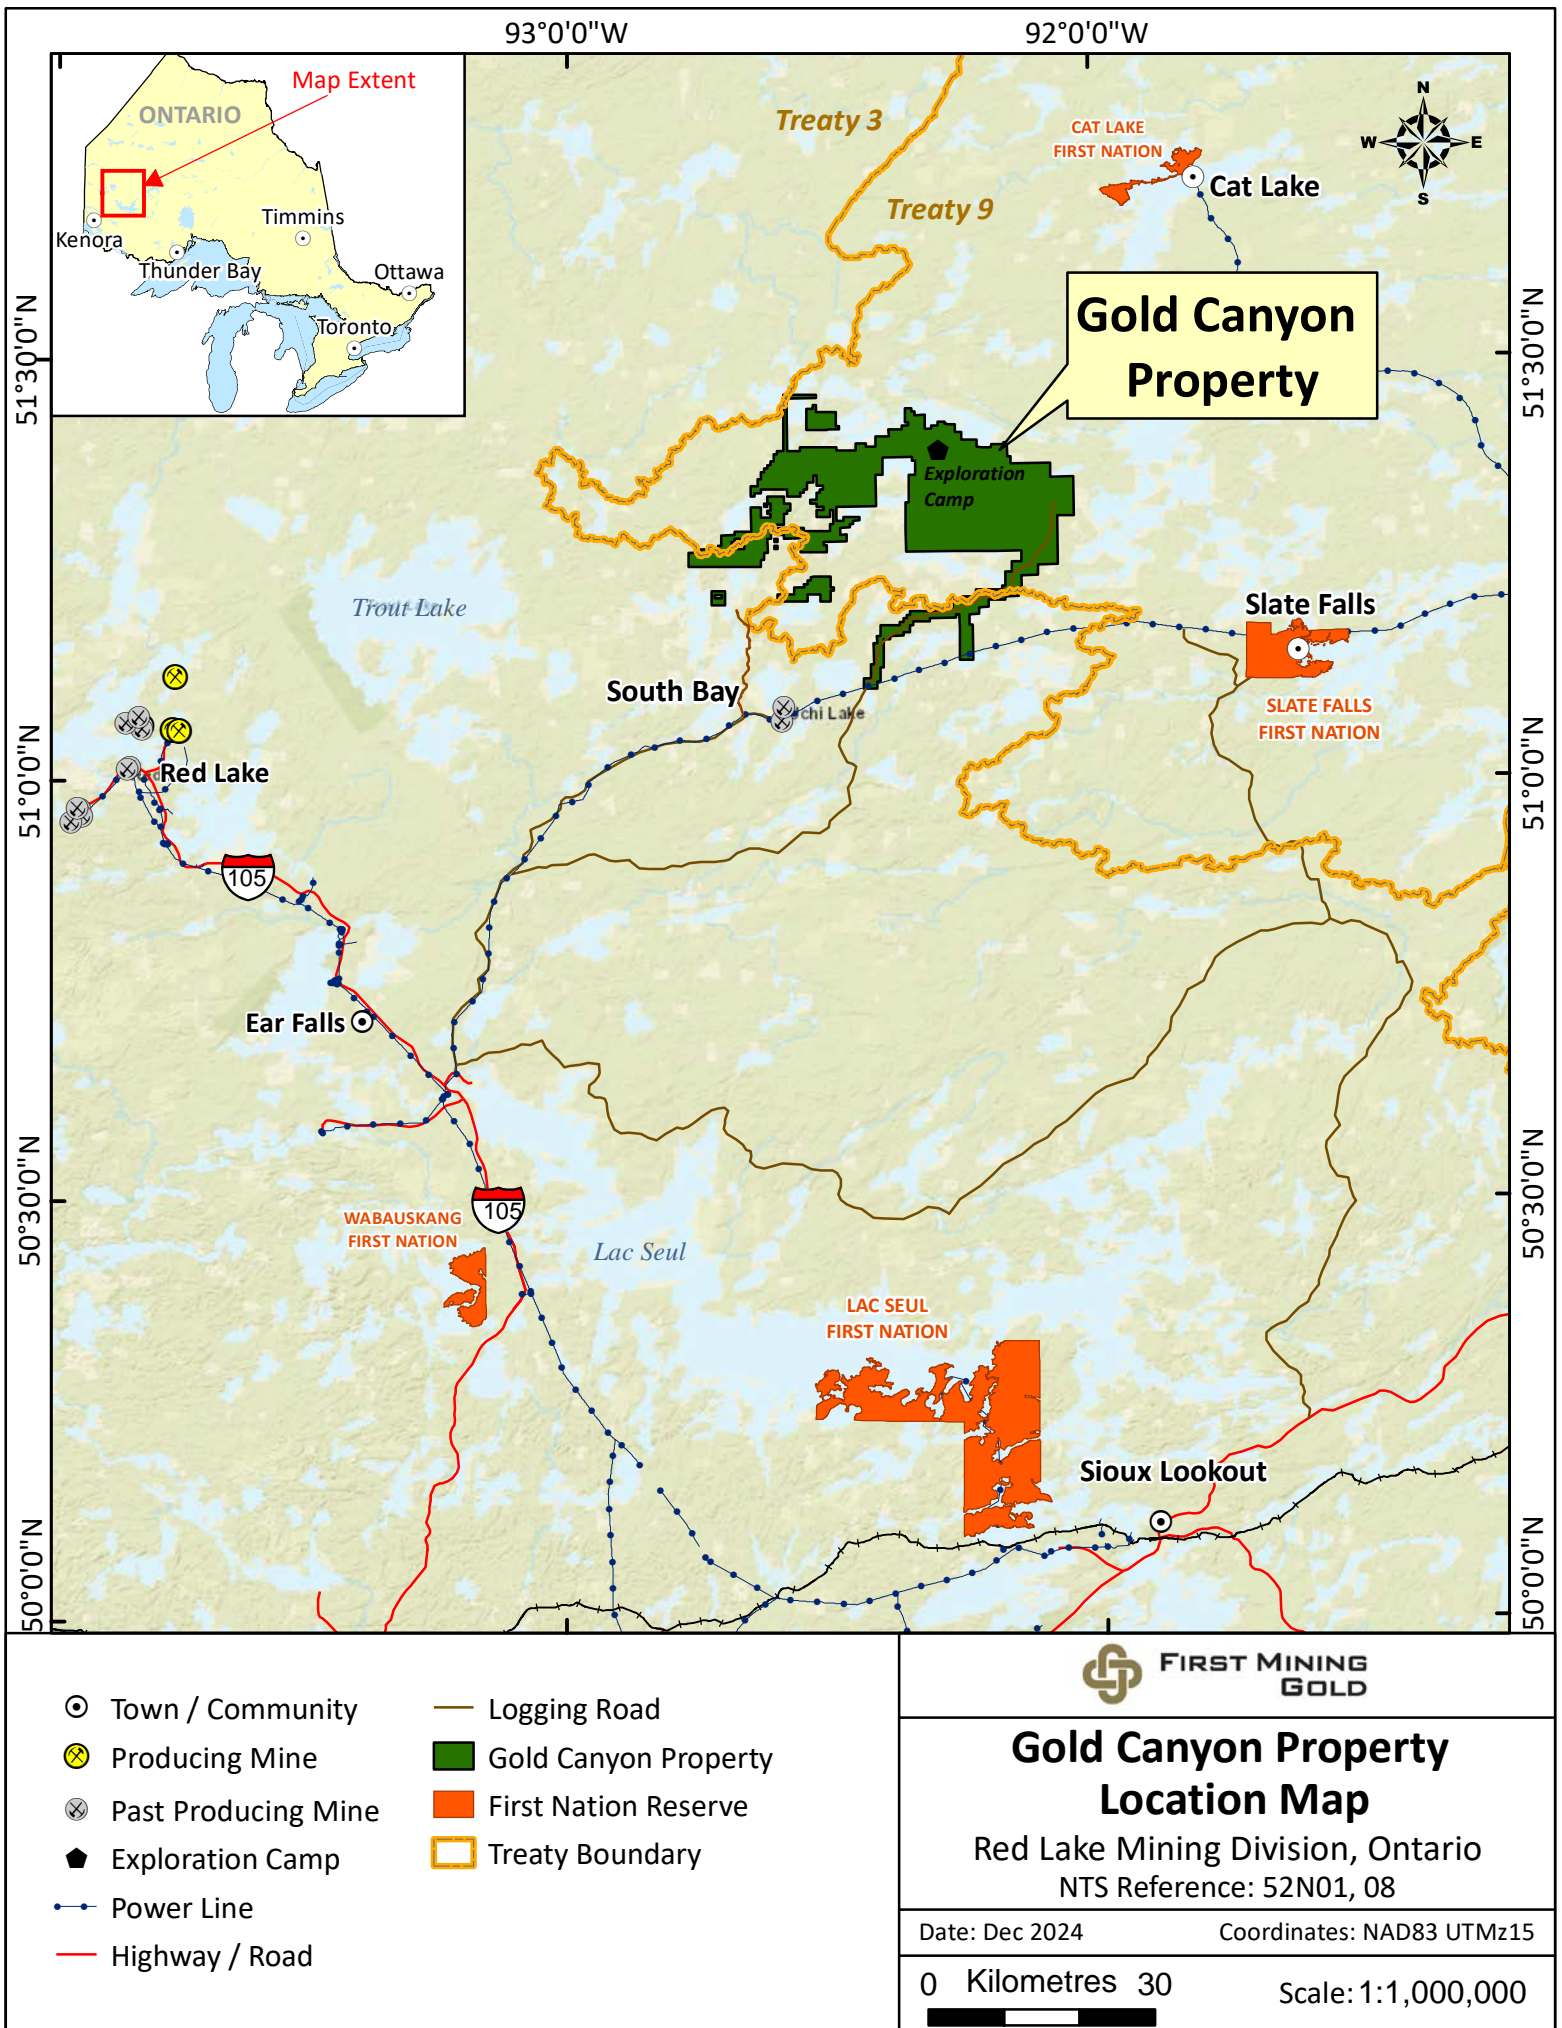 93°0'0"W
92°0'0"W
ONTARIO
Map Extent
Kenora
Thunder Bay
Timmins
Ottawa
Toronto
Treaty 3
Treaty 9
CAT LAKE
FIRST NATION
Cat Lake
N
W
E
S
Gold Canyon
Property
51°30'0"N
51°30'0"N
Exploration
Camp
Trout Lake
Slate Falls
SLATE FALLS
FIRST NATION
South Bay
Uchi Lake
Red Lake
51°0'0"N
51°0'0"N
105
Ear Falls
105
WABAUSKANG
FIRST NATION
Lac Seul
50°30'0"N
50°30'0"N
LAC SEUL
FIRST NATION
Sioux Lookout
50°0'0"N
50°0'0"N
Town / Community
Producing Mine
Past Producing Mine
Exploration Camp
Power Line
Highway / Road
Logging Road
Gold Canyon Property
First Nation Reserve
Treaty Boundary
FIRST MINING
GOLD
Gold Canyon Property
Location Map
Red Lake Mining Division, Ontario
NTS Reference: 52N01, 08
Date: Dec 2024
Coordinates: NAD83 UTMz15
0 Kilometres 30
Scale: 1:1,000,000